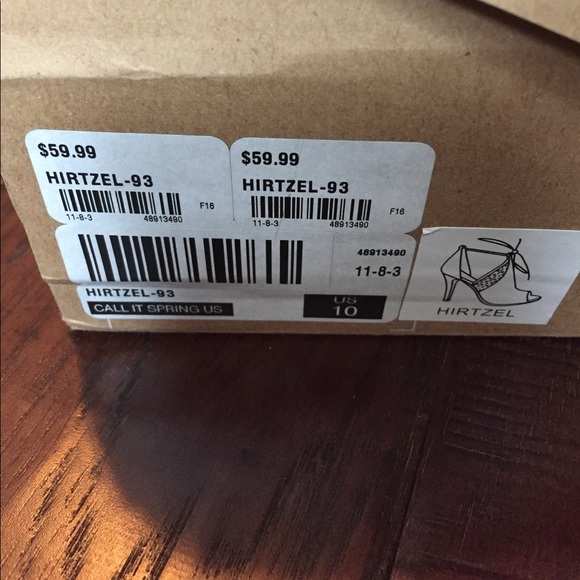 $59.99
HIRTZEL-93
F16
11-8-3 48913490
$59.99
HIRTZEL-93
F16
11-8-3 48913490
48913490
11-8-3
HIRTZEL-93
CALL IT SPRING US
US
10
HIRTZEL